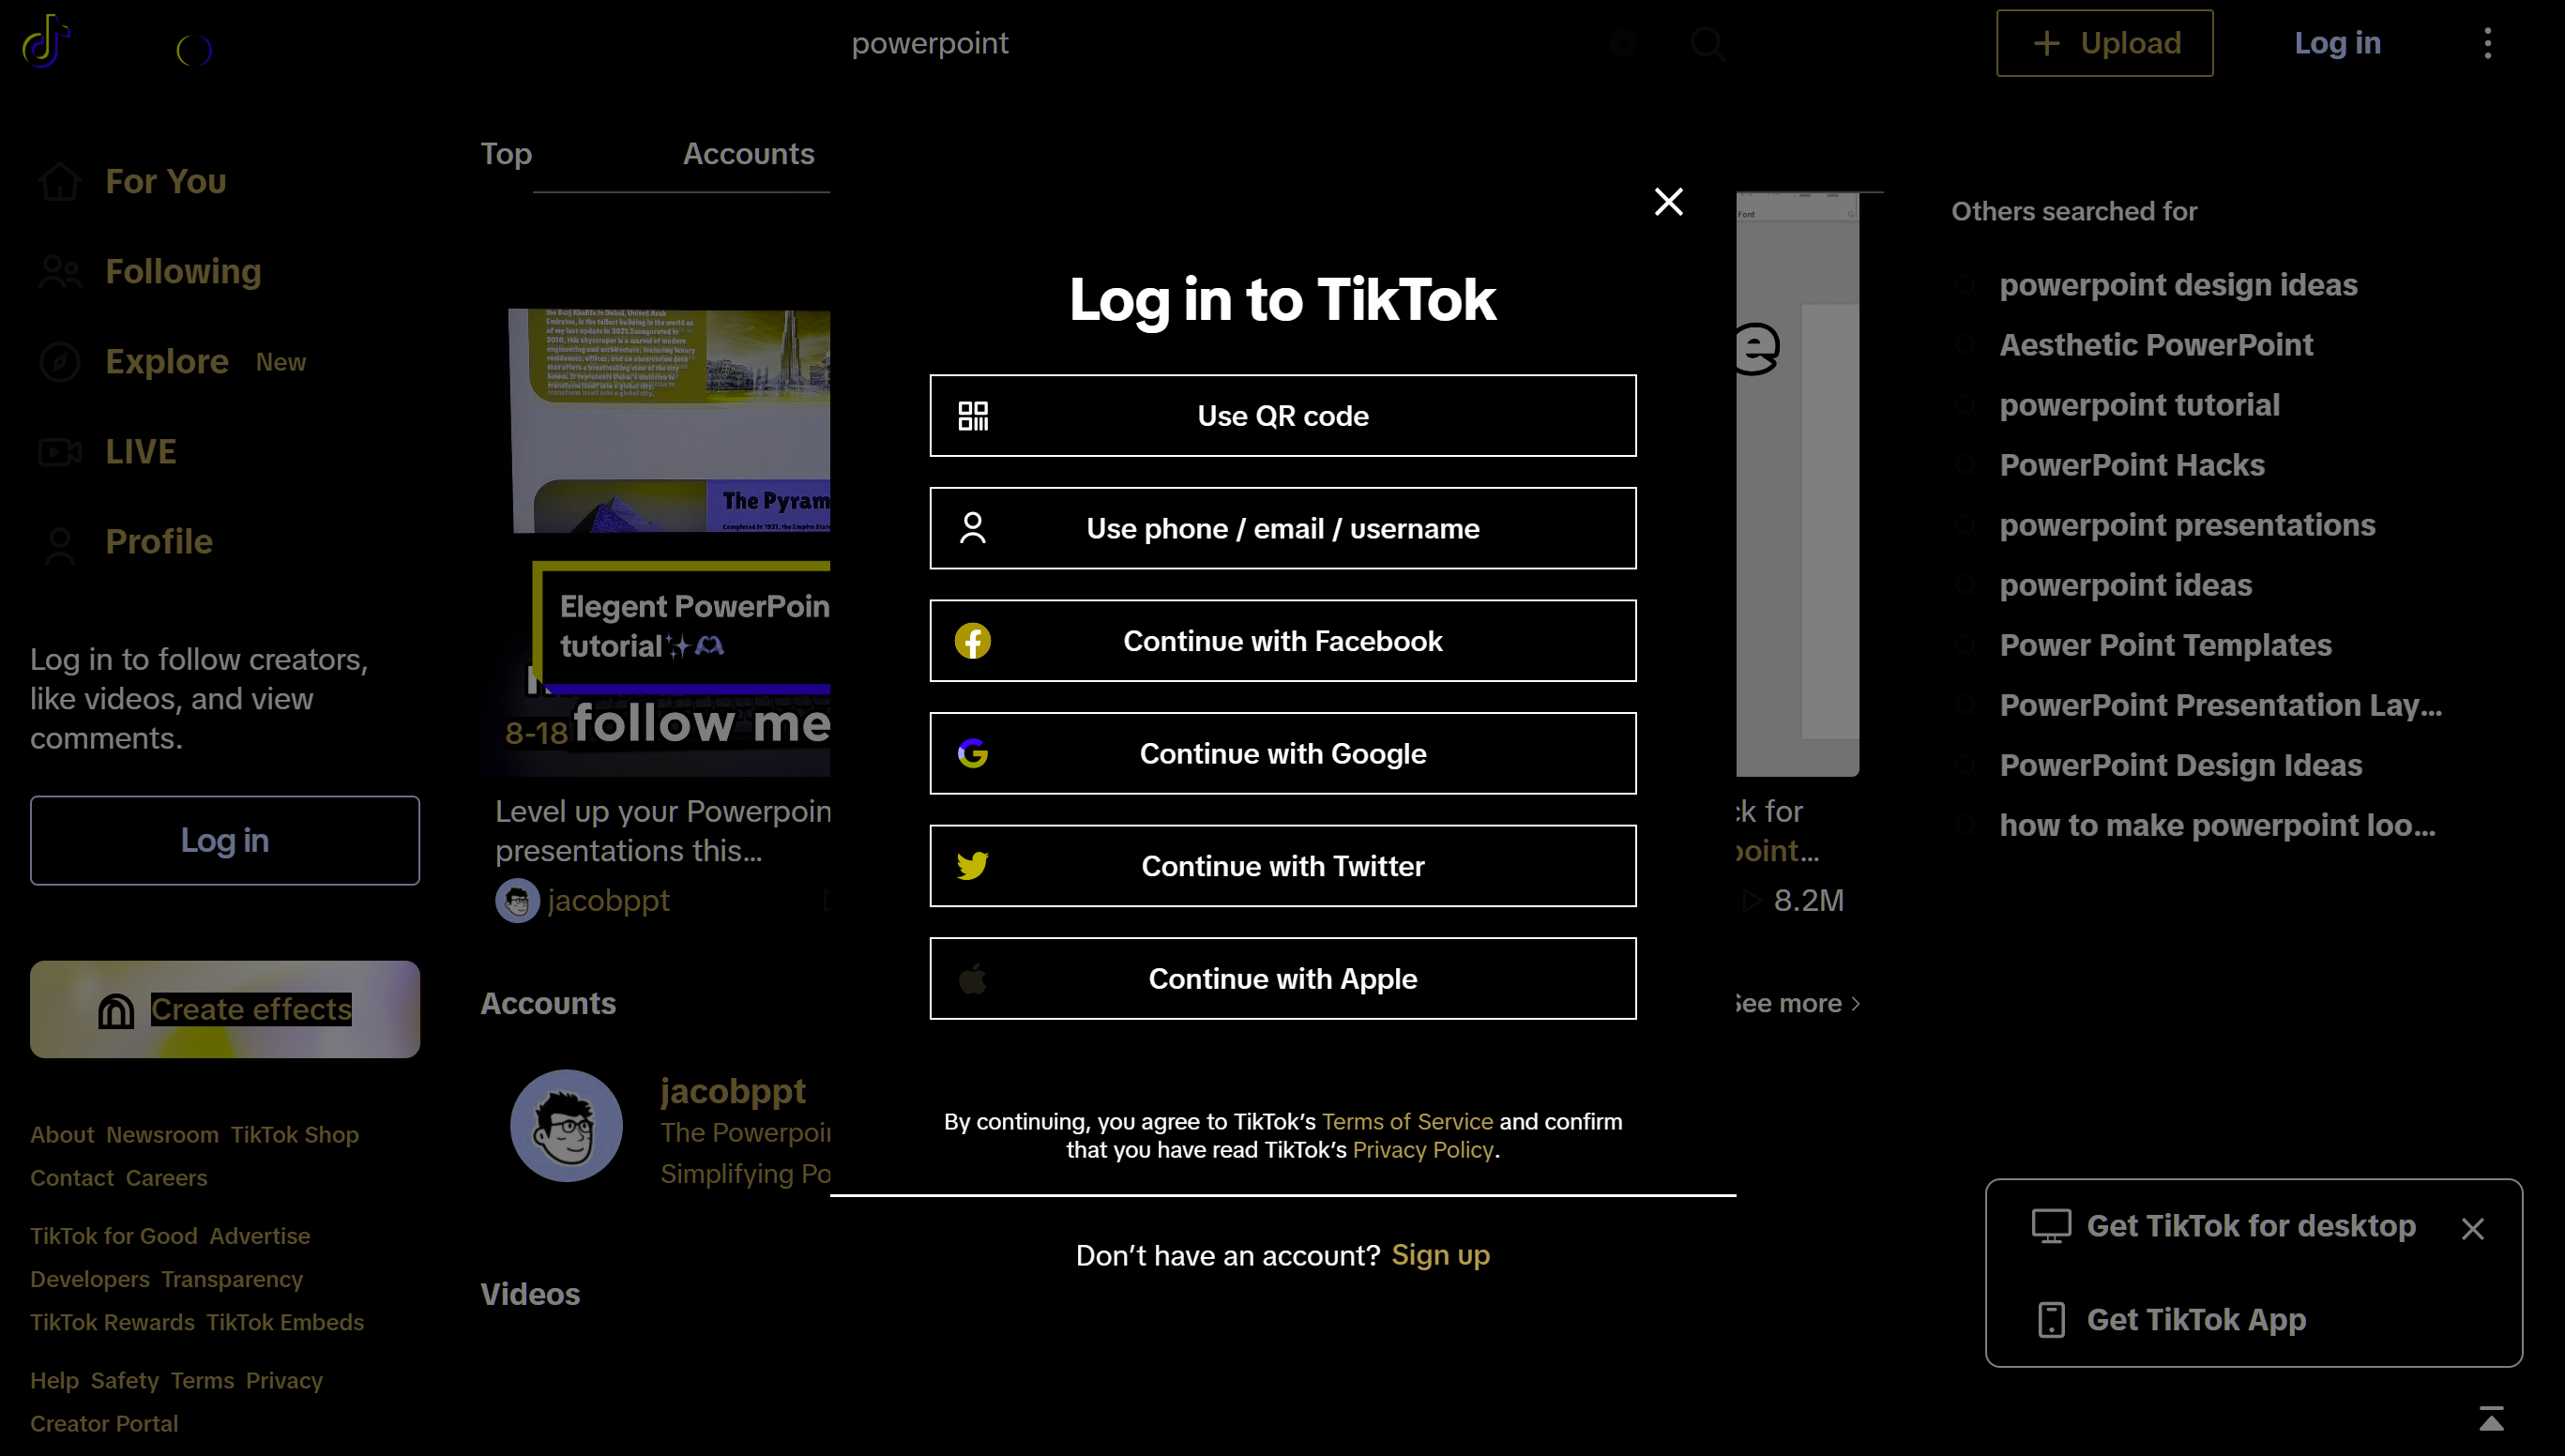 powerpoint
Upload
Log in
For You
Following
Explore New
LIVE
Profile
Log in to follow creators,
like videos, and view
comments.
Log in
Create effects
About Newsroom TikTok Shop
Contact Careers
TikTok for Good Advertise
Developers Transparency
TikTok Rewards TikTok Embeds
Help Safety Terms Privacy
Creator Portal
Top Accounts
The Pyram
Elegent PowerPoin
tutorial✨🫶
8-18
follow me
Level up your Powerpoin
presentations this...
jacobppt
Accounts
jacobppt
The Powerpoin
Simplifying Po
Videos
Log in to TikTok
Use QR code
Use phone / email / username
Continue with Facebook
Continue with Google
Continue with Twitter
Continue with Apple
By continuing, you agree to TikTok’s Terms of Service and confirm
that you have read TikTok’s Privacy Policy.
Don’t have an account? Sign up
Font
e
ck for
point...
8.2M
See more
Others searched for
powerpoint design ideas
Aesthetic PowerPoint
powerpoint tutorial
PowerPoint Hacks
powerpoint presentations
powerpoint ideas
Power Point Templates
PowerPoint Presentation Lay...
PowerPoint Design Ideas
how to make powerpoint loo...
Get TikTok for desktop
Get TikTok App